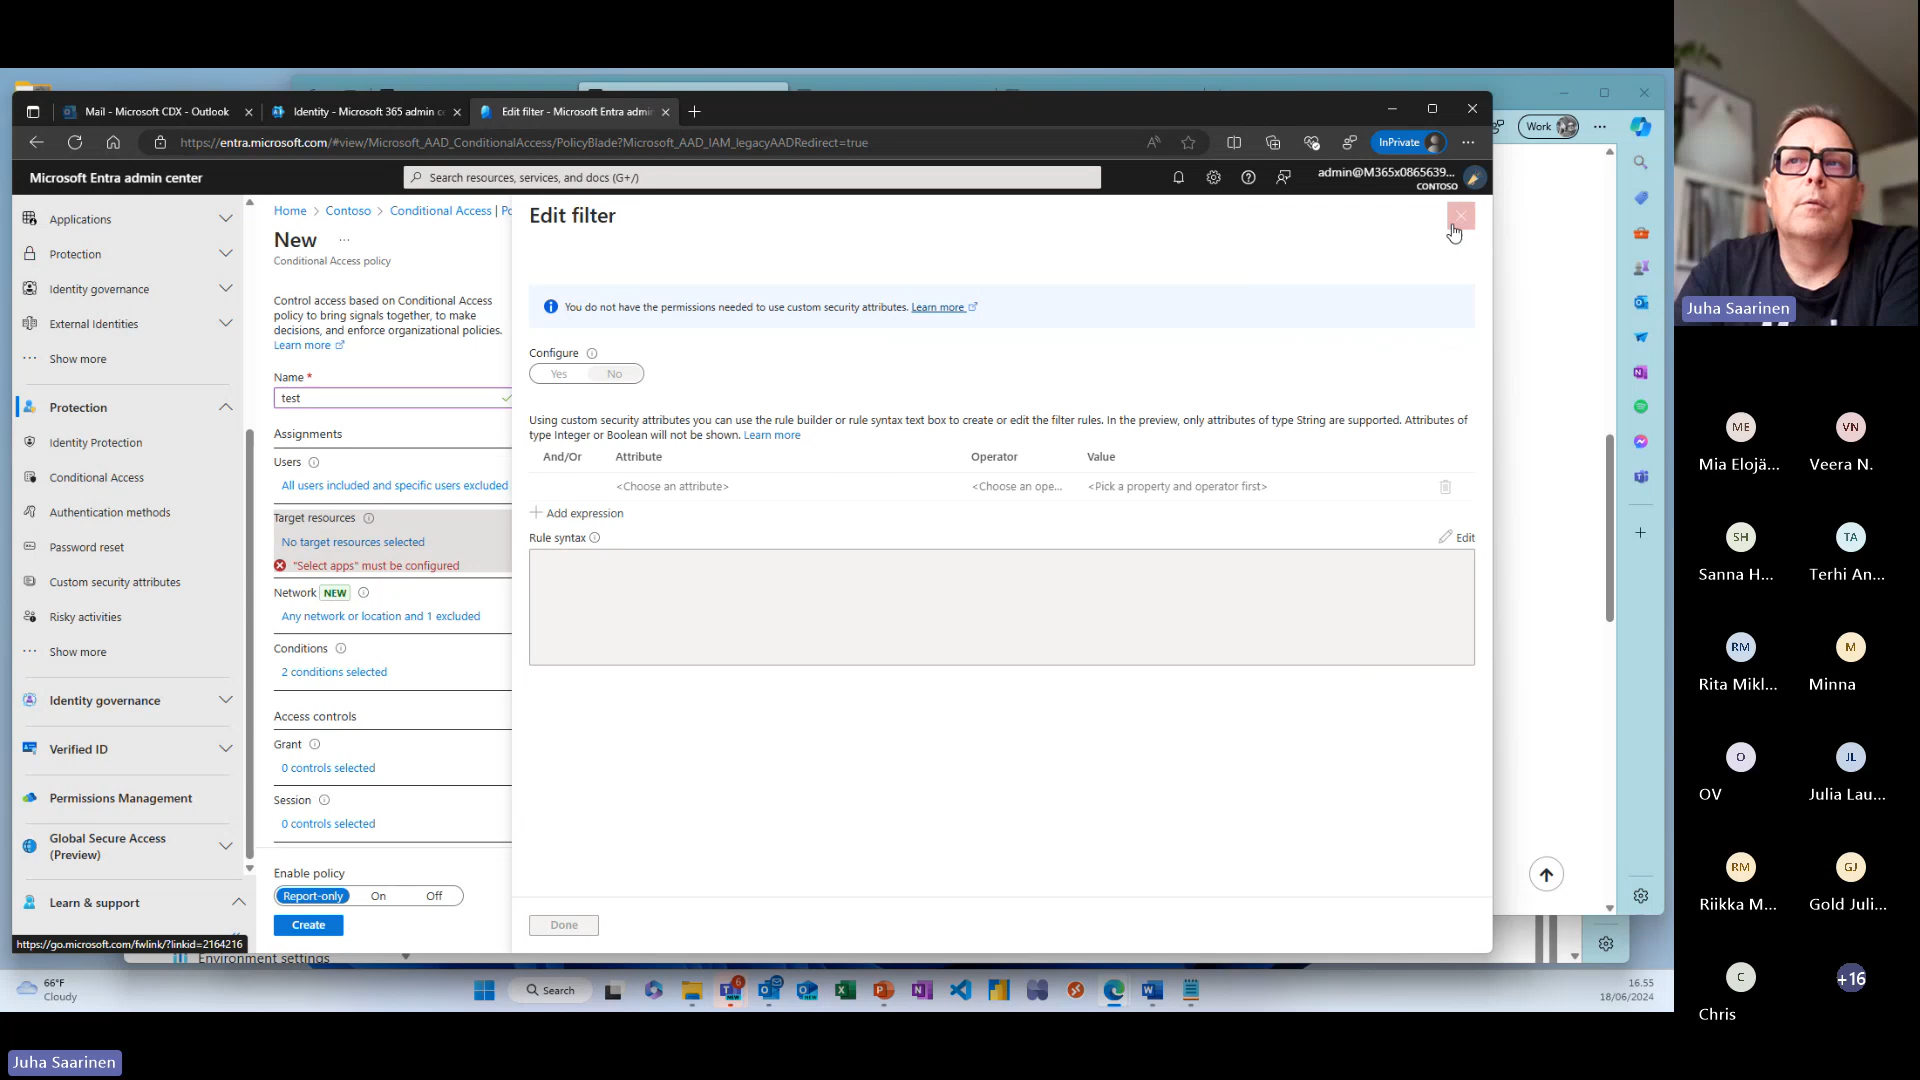 Mail - Microsoft CDX - Outlook
Identity - Microsoft 365 admin ce
Edit filter - Microsoft Entra admin
https://entra.microsoft.com/#view/Microsoft_AAD_ConditionalAccess/PolicyBlade?Microsoft_AAD_IAM_legacyAADRedirect=true
InPrivate
Work
Microsoft Entra admin center
Search resources, services, and docs (G+/)
admin@M365x0865639...
CONTOSO
Applications
Protection
Identity governance
External Identities
Show more
Protection
Identity Protection
Conditional Access
Authentication methods
Password reset
Custom security attributes
Risky activities
Show more
Identity governance
Verified ID
Permissions Management
Global Secure Access
(Preview)
Learn & support
https://go.microsoft.com/fwlink/?linkid=2164216
Environment settings
Home > Contoso > Conditional Access | Po
New ...
Conditional Access policy
Control access based on Conditional Access
policy to bring signals together, to make
decisions, and enforce organizational policies.
Learn more
Name *
test
Assignments
Users
All users included and specific users excluded
Target resources
No target resources selected
"Select apps" must be configured
Network NEW
Any network or location and 1 excluded
Conditions
2 conditions selected
Access controls
Grant
0 controls selected
Session
0 controls selected
Enable policy
Report-only On Off
Create
Edit filter
You do not have the permissions needed to use custom security attributes. Learn more
Configure
Yes No
Using custom security attributes you can use the rule builder or rule syntax text box to create or edit the filter rules. In the preview, only attributes of type String are supported. Attributes of
type Integer or Boolean will not be shown. Learn more
And/Or Attribute Operator Value
<Choose an attribute> <Choose an ope... <Pick a property and operator first>
+ Add expression
Rule syntax
Edit
Done
66°F
Cloudy
Search
6
NEW
16.55
18/06/2024
Juha Saarinen
ME
Mia Elojä...
VN
Veera N.
SH
Sanna H...
TA
Terhi An...
RM
Rita Mikl...
M
Minna
O
OV
JL
Julia Lau...
RM
Riikka M...
GJ
Gold Juli...
C
Chris
+16
Juha Saarinen